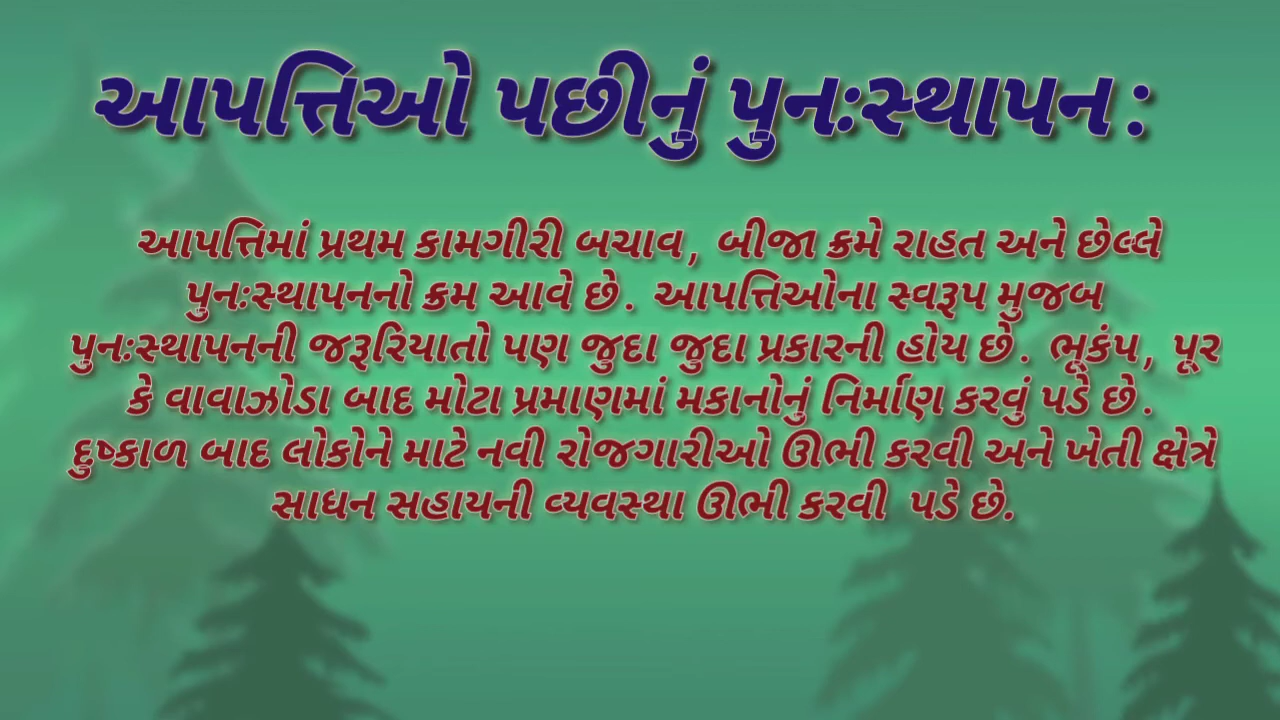 આપત્તિઓ પછીનું પુનઃસ્થાપન :
આપત્તિમાં પ્રથમ કામગીરી બચાવ , બીજા ક્રમે રાહત અને છેલ્લે
પુનઃસ્થાપનનો ક્રમ આવે છે . આપત્તિઓના સ્વરૂપ મુજબ
પુનઃસ્થાપનની જરૂરિયાતો પણ જુદા જુદા પ્રકારની હોય છે . ભૂકંપ , પૂર
કે વાવાઝોડા બાદ મોટા પ્રમાણમાં મકાનોનું નિર્માણ કરવું પડે છે .
દુષ્કાળ બાદ લોકોને માટે નવી રોજગારીઓ ઊભી કરવી અને ખેતી ક્ષેત્રે
સાધન સહાયની વ્યવસ્થા ઊભી કરવી પડે છે.